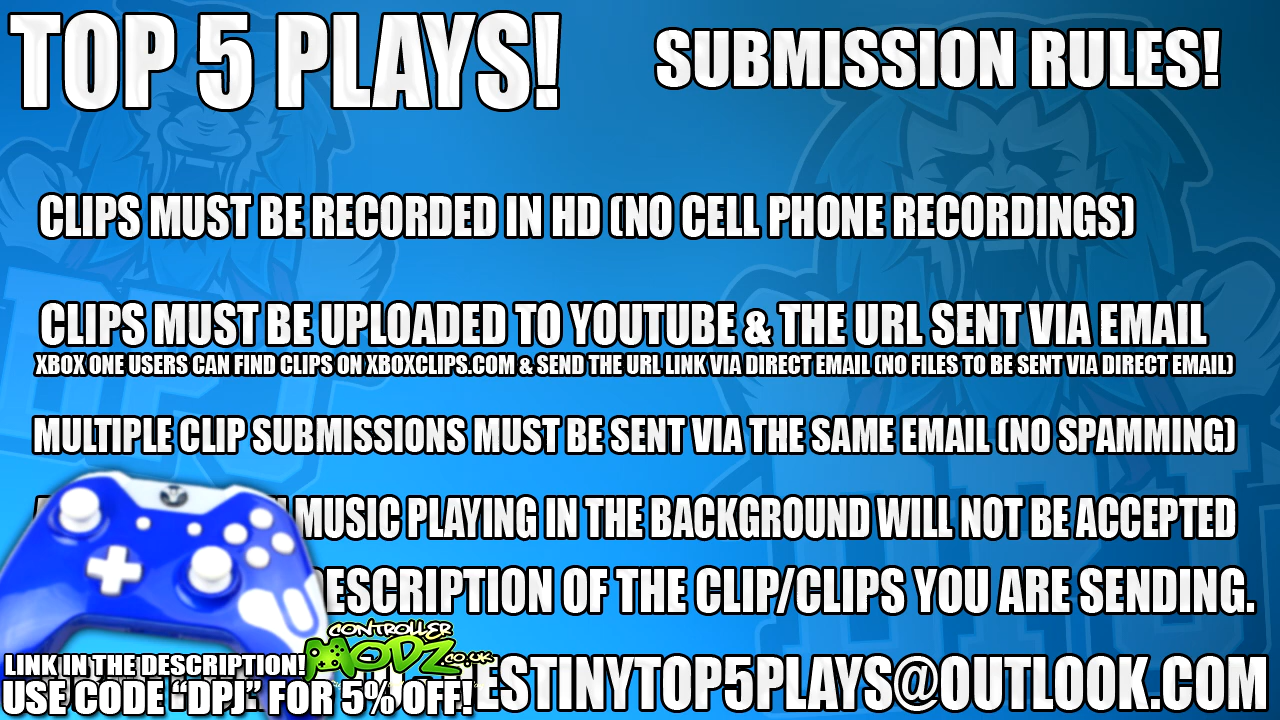 TOP 5 PLAYS!
SUBMISSION RULES!
CLIPS MUST BE RECORDED IN HD (NO CELL PHONE RECORDINGS)
CLIPS MUST BE UPLOADED TO YOUTUBE & THE URL SENT VIA EMAIL
XBOX ONE USERS CAN FIND CLIPS ON XBOXCLIPS.COM & SEND THE URL LINK VIA DIRECT EMAIL (NO FILES TO BE SENT VIA DIRECT EMAIL)
MULTIPLE CLIP SUBMISSIONS MUST BE SENT VIA THE SAME EMAIL (NO SPAMMING)
MUSIC PLAYING IN THE BACKGROUND WILL NOT BE ACCEPTED
ESCRIPTION OF THE CLIP/CLIPS YOU ARE SENDING.
CONTROLLER
MODZ.CO.UK
LINK IN THE DESCRIPTION!
ESTINYTOP5PLAYS@OUTLOOK.COM
USE CODE “DPJ” FOR 5% OFF!